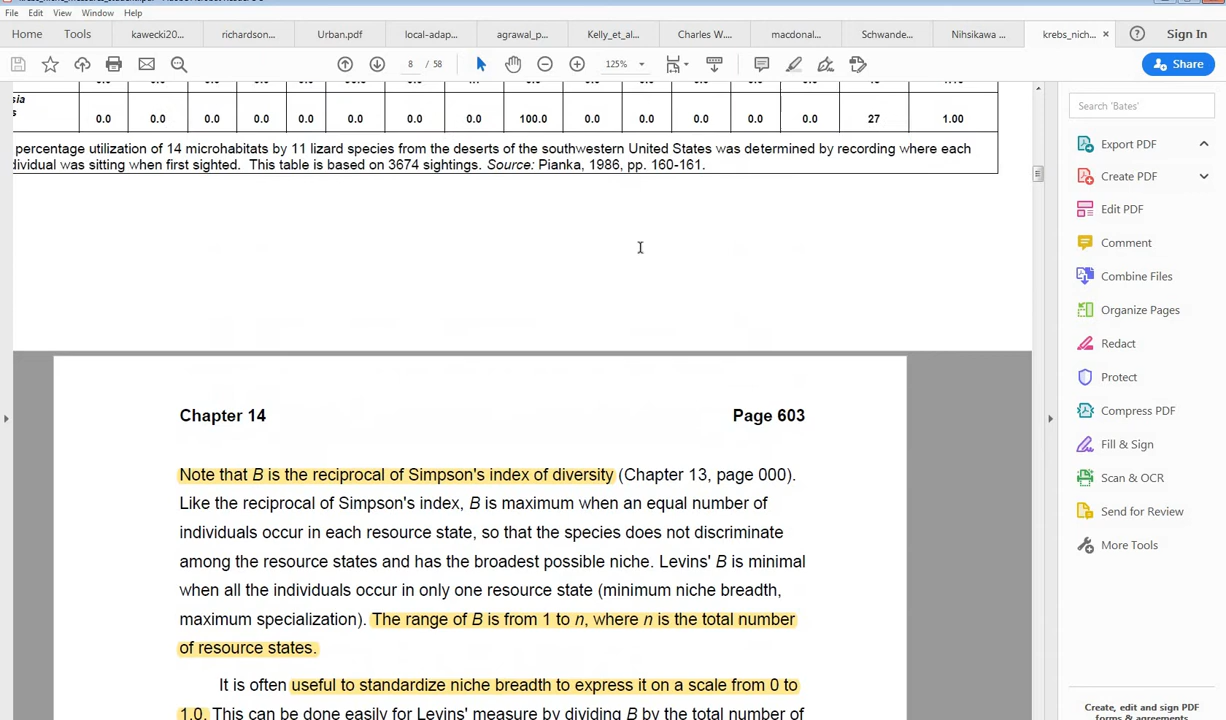 File Edit View Window Help
Home Tools kawecki20... richardson... Urban.pdf local-adap... agrawal_p... Kelly_et_al... Charles W.... macdonal... Schwande... Nihsikawa ... krebs_nich... × Sign In
8 / 58 125% Share
sia
s 0.0 0.0 0.0 0.0 0.0 0.0 0.0 100.0 0.0 0.0 0.0 0.0 0.0 27 1.00
percentage utilization of 14 microhabitats by 11 lizard species from the deserts of the southwestern United States was determined by recording where each
dividual was sitting when first sighted. This table is based on 3674 sightings. Source: Pianka, 1986, pp. 160-161.
Chapter 14 Page 603
Note that B is the reciprocal of Simpson's index of diversity (Chapter 13, page 000).
Like the reciprocal of Simpson's index, B is maximum when an equal number of
individuals occur in each resource state, so that the species does not discriminate
among the resource states and has the broadest possible niche. Levins' B is minimal
when all the individuals occur in only one resource state (minimum niche breadth,
maximum specialization). The range of B is from 1 to n, where n is the total number
of resource states.
It is often useful to standardize niche breadth to express it on a scale from 0 to
1.0. This can be done easily for Levins' measure by dividing B by the total number of
Search 'Bates'
Export PDF
Create PDF
Edit PDF
Comment
Combine Files
Organize Pages
Redact
Protect
Compress PDF
Fill & Sign
Scan & OCR
Send for Review
More Tools
Convert, edit and sign PDF
forms & agreements